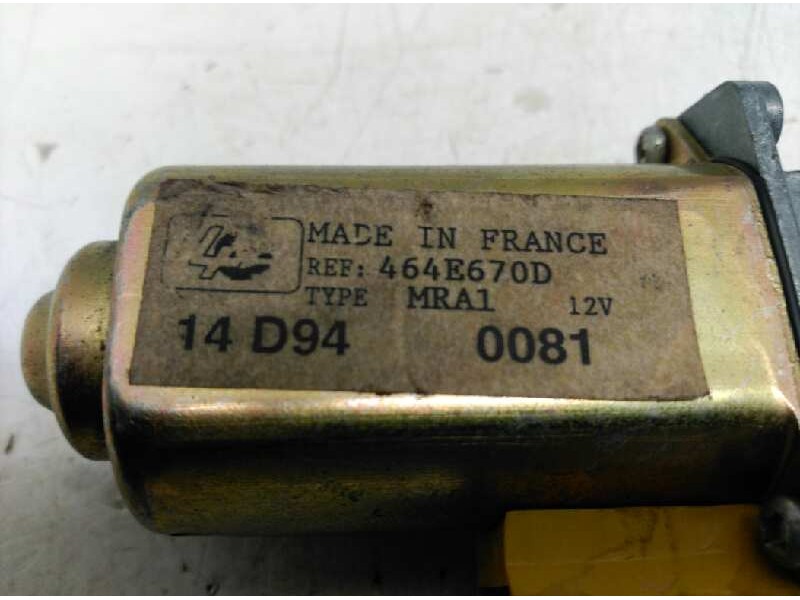 MADE IN FRANCE
REF: 464E670D
TYPE MRA1 12V
14 D94 0081